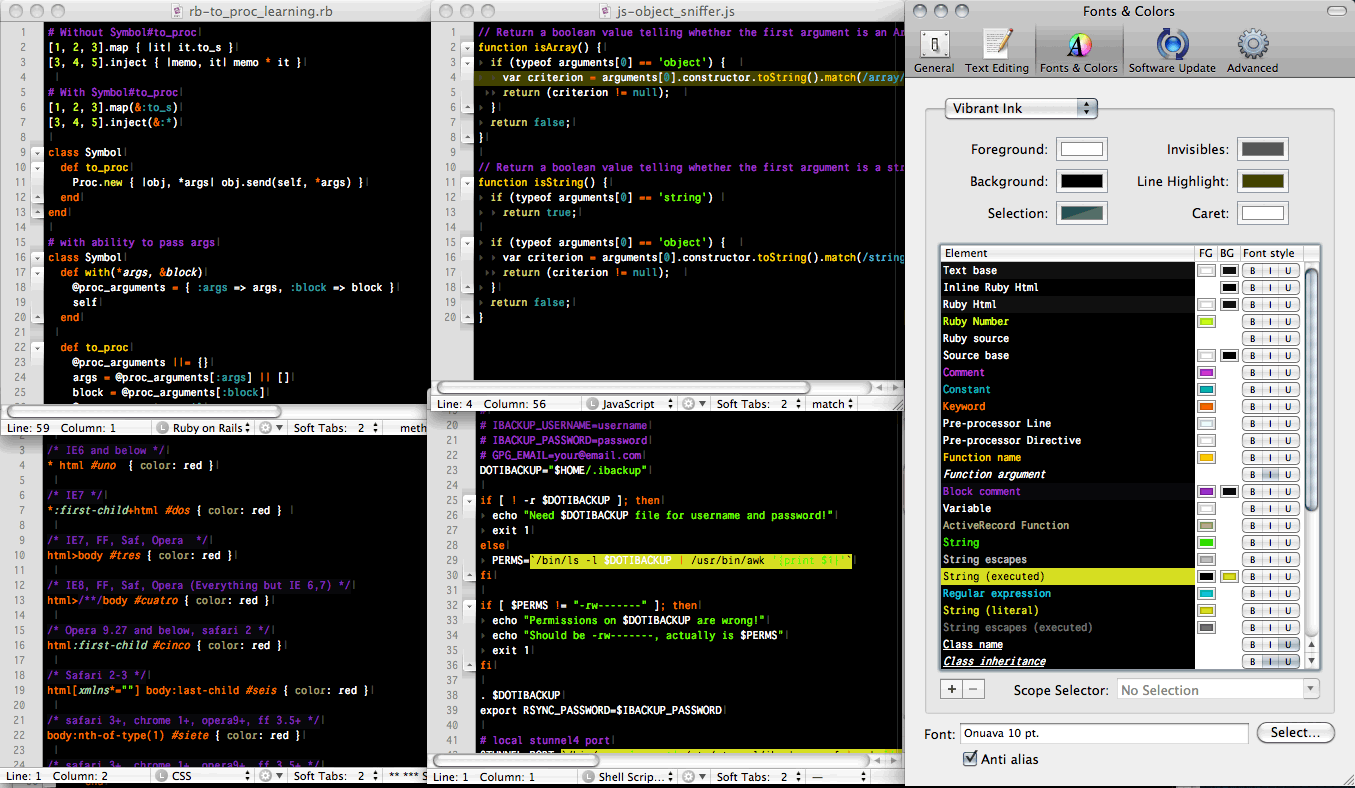 rb-to_proc_learning.rb
1 # Without Symbol#to_proc
2 [1, 2, 3].map { |it| it.to_s }
3 [3, 4, 5].inject { |memo, it| memo * it }
4
5 # With Symbol#to_proc
6 [1, 2, 3].map(&:to_s)
7 [3, 4, 5].inject(&:*)
8
9 class Symbol
10 def to_proc
11 Proc.new { |obj, *args| obj.send(self, *args) }
12 end
13 end
14
15 # with ability to pass args
16 class Symbol
17 def with(*args, &block)
18 @proc_arguments = { :args => args, :block => block }
19 self
20 end
21
22 def to_proc
23 @proc_arguments ||= {}
24 args = @proc_arguments[:args] || []
25 block = @proc_arguments[:block]
Line: 59 Column: 1 Ruby on Rails Soft Tabs: 2 meth
3 /* IE6 and below */
4 * html #uno { color: red }
5
6 /* IE7 */
7 *:first-child+html #dos { color: red }
8
9 /* IE7, FF, Saf, Opera */
10 html>body #tres { color: red }
11
12 /* IE8, FF, Saf, Opera (Everything but IE 6,7) */
13 html>/**/body #cuatro { color: red }
14
15 /* Opera 9.27 and below, safari 2 */
16 html:first-child #cinco { color: red }
17
18 /* Safari 2-3 */
19 html[xmlns*=""] body:last-child #seis { color: red }
20
21 /* safari 3+, chrome 1+, opera9+, ff 3.5+ */
22 body:nth-of-type(1) #siete { color: red }
23
24 /* safari 3+, chrome 1+, opera9+, ff 3.5+ */
Line: 1 Column: 2 CSS Soft Tabs: 2 ** *** S
js-object_sniffer.js
1 // Return a boolean value telling whether the first argument is an Ar
2 function isArray() {
3 if (typeof arguments[0] == 'object') {
4 var criterion = arguments[0].constructor.toString().match(/array/
5 return (criterion != null);
6 }
7 return false;
8 }
9
10 // Return a boolean value telling whether the first argument is a str
11 function isString() {
12 if (typeof arguments[0] == 'string')
13 return true;
14
15 if (typeof arguments[0] == 'object') {
16 var criterion = arguments[0].constructor.toString().match(/string
17 return (criterion != null);
18 }
19 return false;
20 }
Line: 4 Column: 56 JavaScript Soft Tabs: 2 match
20 # IBACKUP_USERNAME=username
21 # IBACKUP_PASSWORD=password
22 # GPG_EMAIL=your@email.com
23 DOTIBACKUP="$HOME/.ibackup"
24
25 if [ ! -r $DOTIBACKUP ]; then
26 echo "Need $DOTIBACKUP file for username and password!"
27 exit 1
28 else
29 PERMS=`/bin/ls -l $DOTIBACKUP | /usr/bin/awk '{print $1}'`
30 fi
31
32 if [ $PERMS != "-rw-------" ]; then
33 echo "Permissions on $DOTIBACKUP are wrong!"
34 echo "Should be -rw-------, actually is $PERMS"
35 exit 1
36 fi
37
38 . $DOTIBACKUP
39 export RSYNC_PASSWORD=$IBACKUP_PASSWORD
40
41 # local stunnel4 port
Line: 1 Column: 1 Shell Scrip... Soft Tabs: 2 —
Fonts & Colors
General Text Editing Fonts & Colors Software Update Advanced
Vibrant Ink
Foreground: Invisibles:
Background: Line Highlight:
Selection: Caret:
Element FG BG Font style
Text base B I U
Inline Ruby Html B I U
Ruby Html B I U
Ruby Number B I U
Ruby source B I U
Source base B I U
Comment B I U
Constant B I U
Keyword B I U
Pre-processor Line B I U
Pre-processor Directive B I U
Function name B I U
Function argument B I U
Block comment B I U
Variable B I U
ActiveRecord Function B I U
String B I U
String escapes B I U
String (executed) B I U
Regular expression B I U
String (literal) B I U
String escapes (executed) B I U
Class name B I U
Class inheritance B I U
+ − Scope Selector: No Selection
Font: Onuava 10 pt. Select...
Anti alias